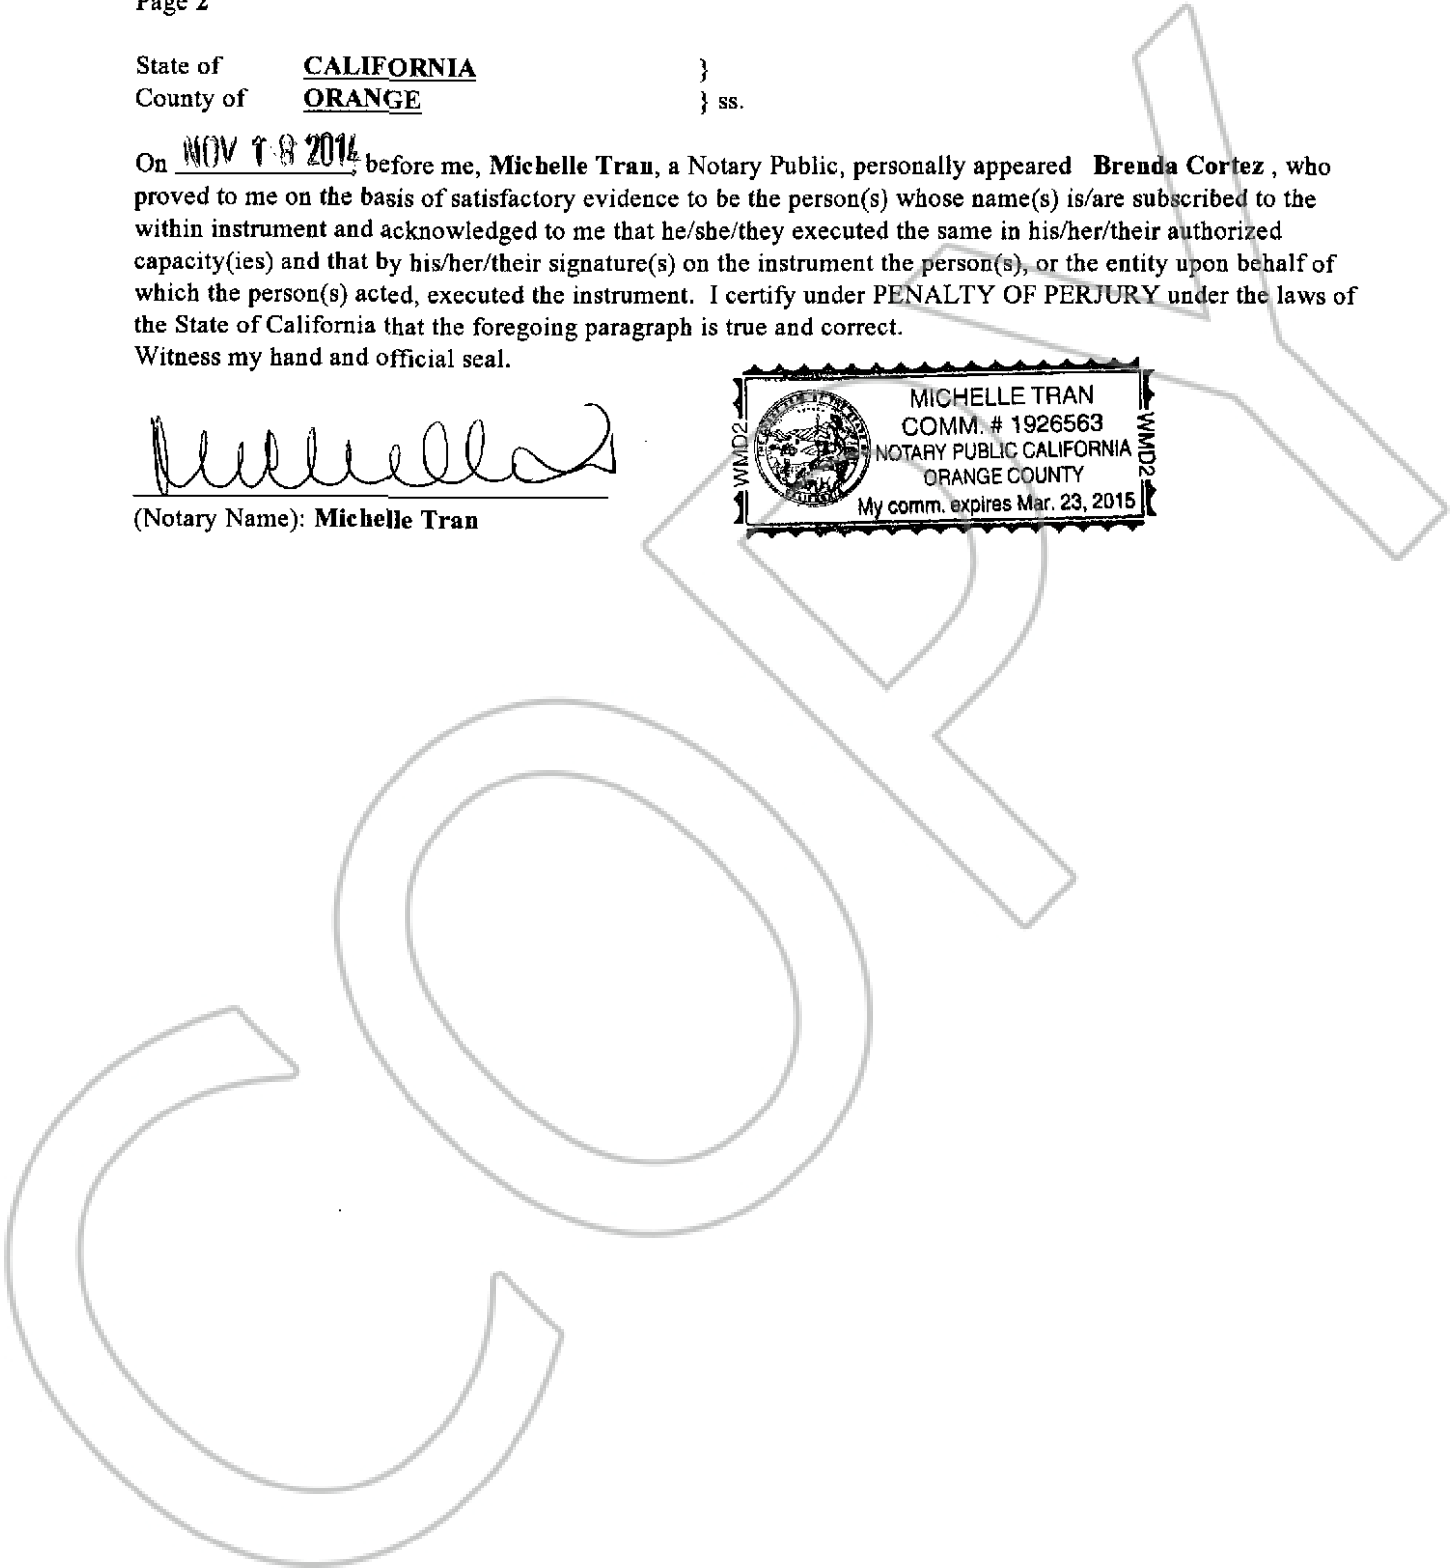 Page 2
State of CALIFORNIA }
County of ORANGE } ss.
On NOV 18 2014, before me, Michelle Tran, a Notary Public, personally appeared Brenda Cortez , who
proved to me on the basis of satisfactory evidence to be the person(s) whose name(s) is/are subscribed to the
within instrument and acknowledged to me that he/she/they executed the same in his/her/their authorized
capacity(ies) and that by his/her/their signature(s) on the instrument the person(s), or the entity upon behalf of
which the person(s) acted, executed the instrument. I certify under PENALTY OF PERJURY under the laws of
the State of California that the foregoing paragraph is true and correct.
Witness my hand and official seal.
(Notary Name): Michelle Tran
WMD2
MICHELLE TRAN
COMM. # 1926563
NOTARY PUBLIC CALIFORNIA
ORANGE COUNTY
My comm. expires Mar. 23, 2015
WMD2
COPY